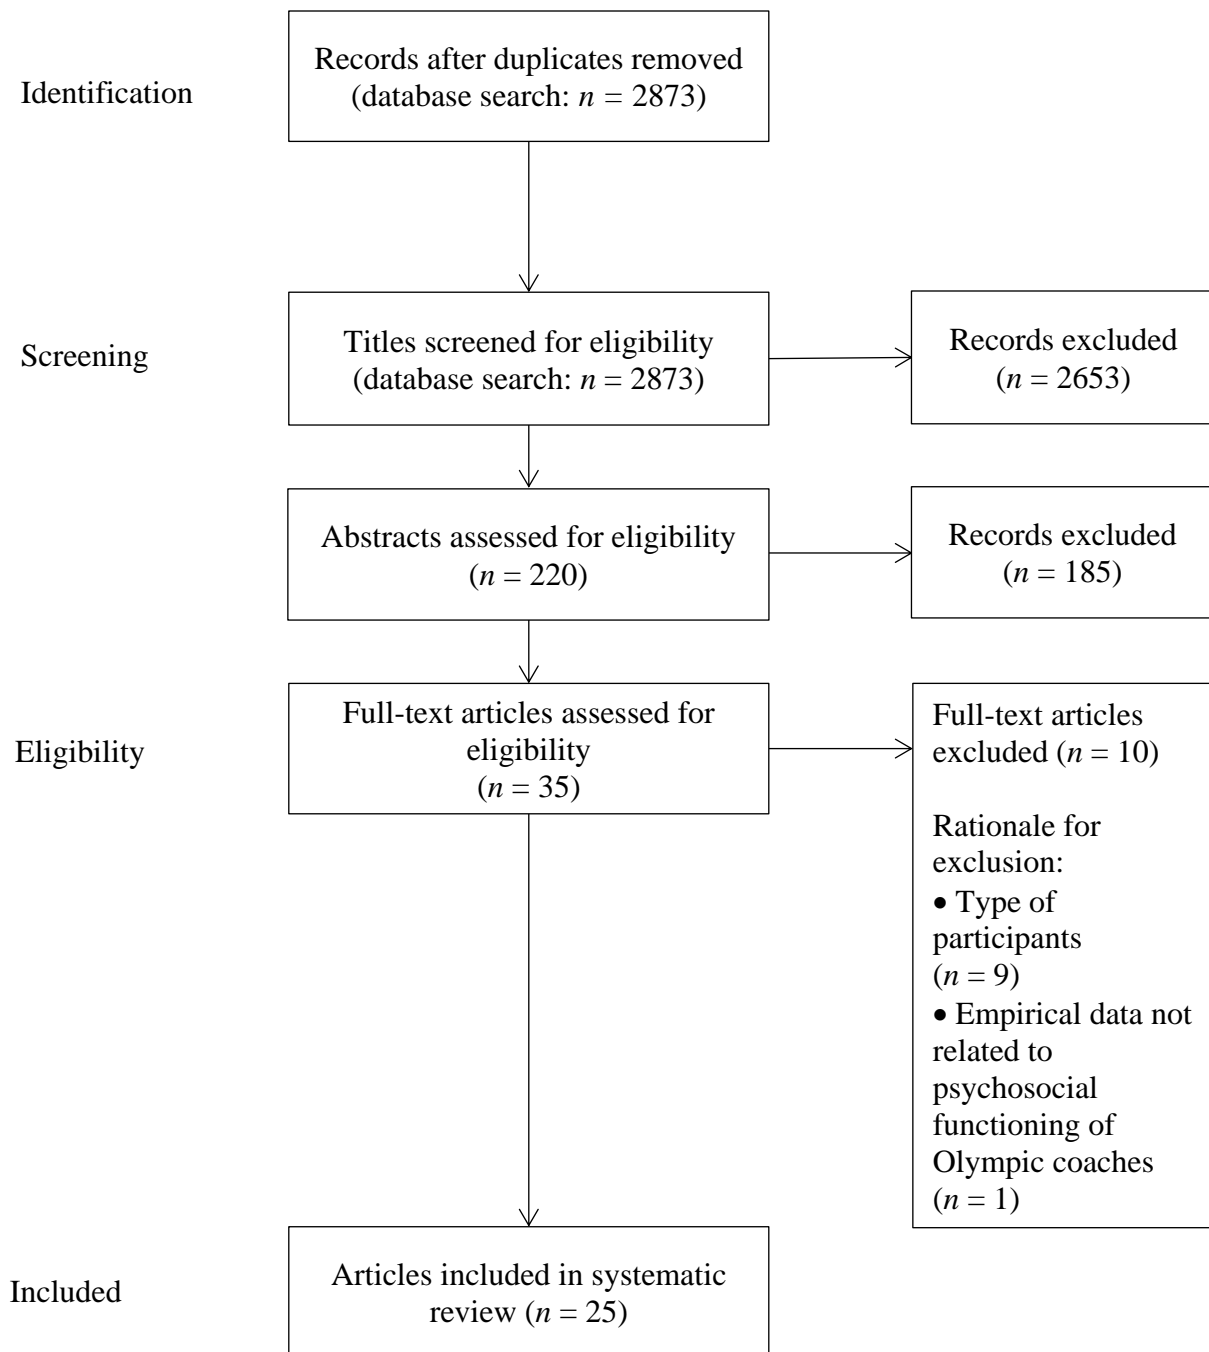 Identification
Records after duplicates removed
(database search: n = 2873)
Screening
Titles screened for eligibility
(database search: n = 2873)
Records excluded
(n = 2653)
Abstracts assessed for eligibility
(n = 220)
Records excluded
(n = 185)
Eligibility
Full-text articles assessed for
eligibility
(n = 35)
Full-text articles
excluded (n = 10)
Rationale for
exclusion:
• Type of
participants
(n = 9)
• Empirical data not
related to
psychosocial
functioning of
Olympic coaches
(n = 1)
Included
Articles included in systematic
review (n = 25)